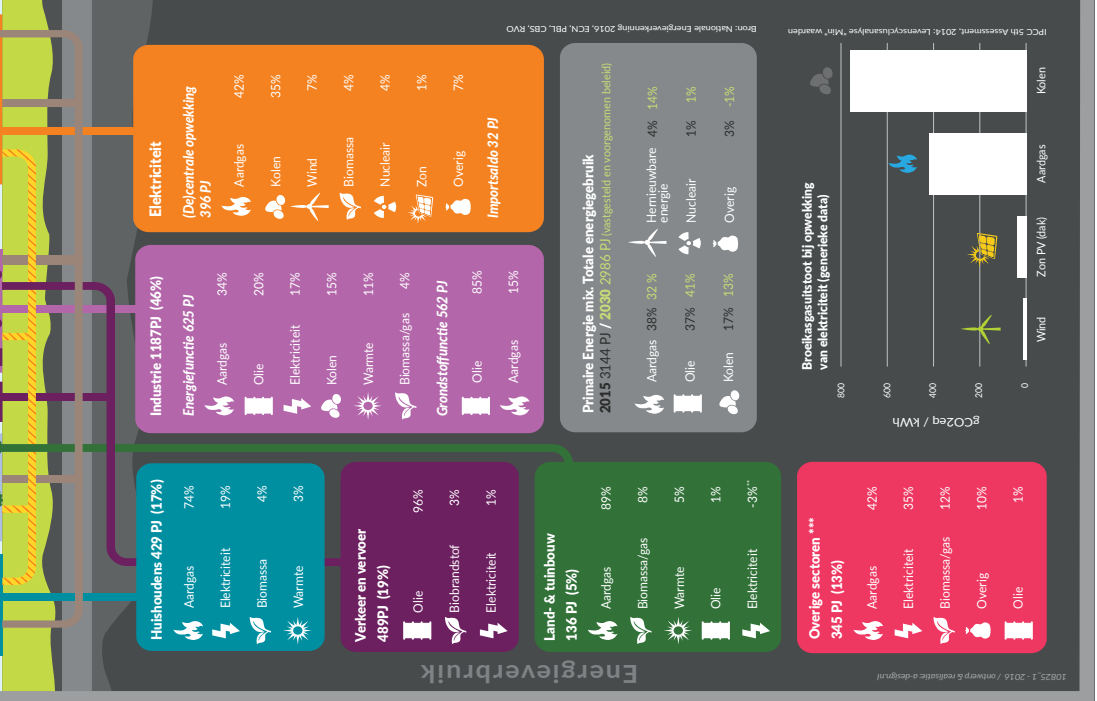 Energieverbruik
Huishoudens 429 PJ (17%)
Aardgas 74%
Elektriciteit 19%
Biomassa 4%
Warmte 3%
Verkeer en vervoer
489PJ (19%)
Olie 96%
Biobrandstof 3%
Elektriciteit 1%
Land- & tuinbouw
136 PJ (5%)
Aardgas 89%
Biomassa/gas 8%
Warmte 5%
Olie 1%
Elektriciteit -3%**
Overige sectoren ***
345 PJ (13%)
Aardgas 42%
Elektriciteit 35%
Biomassa/gas 12%
Overig 10%
Olie 1%
Industrie 1187PJ (46%)
Energiefunctie 625 PJ
Aardgas 34%
Olie 20%
Elektriciteit 17%
Kolen 15%
Warmte 11%
Biomassa/gas 4%
Grondstoffunctie 562 PJ
Olie 85%
Aardgas 15%
Elektriciteit
(De)centrale opwekking
396 PJ
Aardgas 42%
Kolen 35%
Wind 7%
Biomassa 4%
Nucleair 4%
Zon 1%
Overig 7%
Importsaldo 32 PJ
Primaire Energie mix. Totale energiegebruik
2015 3144 PJ / 2030 2986 PJ (vastgesteld en voorgenomen beleid)
Aardgas 38% 32 %
Olie 37% 41%
Kolen 17% 13%
Hernieuwbare
energie 4% 14%
Nucleair 1% 1%
Overig 3% -1%
Bron: Nationale Energieverkenning 2016, ECN, PBL, CBS, RVO
Broeikasgasuitstoot bij opwekking
van elektriciteit (generieke data)
gCO2eq / kWh
800
600
400
200
0
Wind
Zon PV (dak)
Aardgas
Kolen
IPCC 5th Assessment, 2014: Levenscyclusanalyse "Min" waarden
10825_1 - 2016 / ontwerp & realisatie: a-design.nl